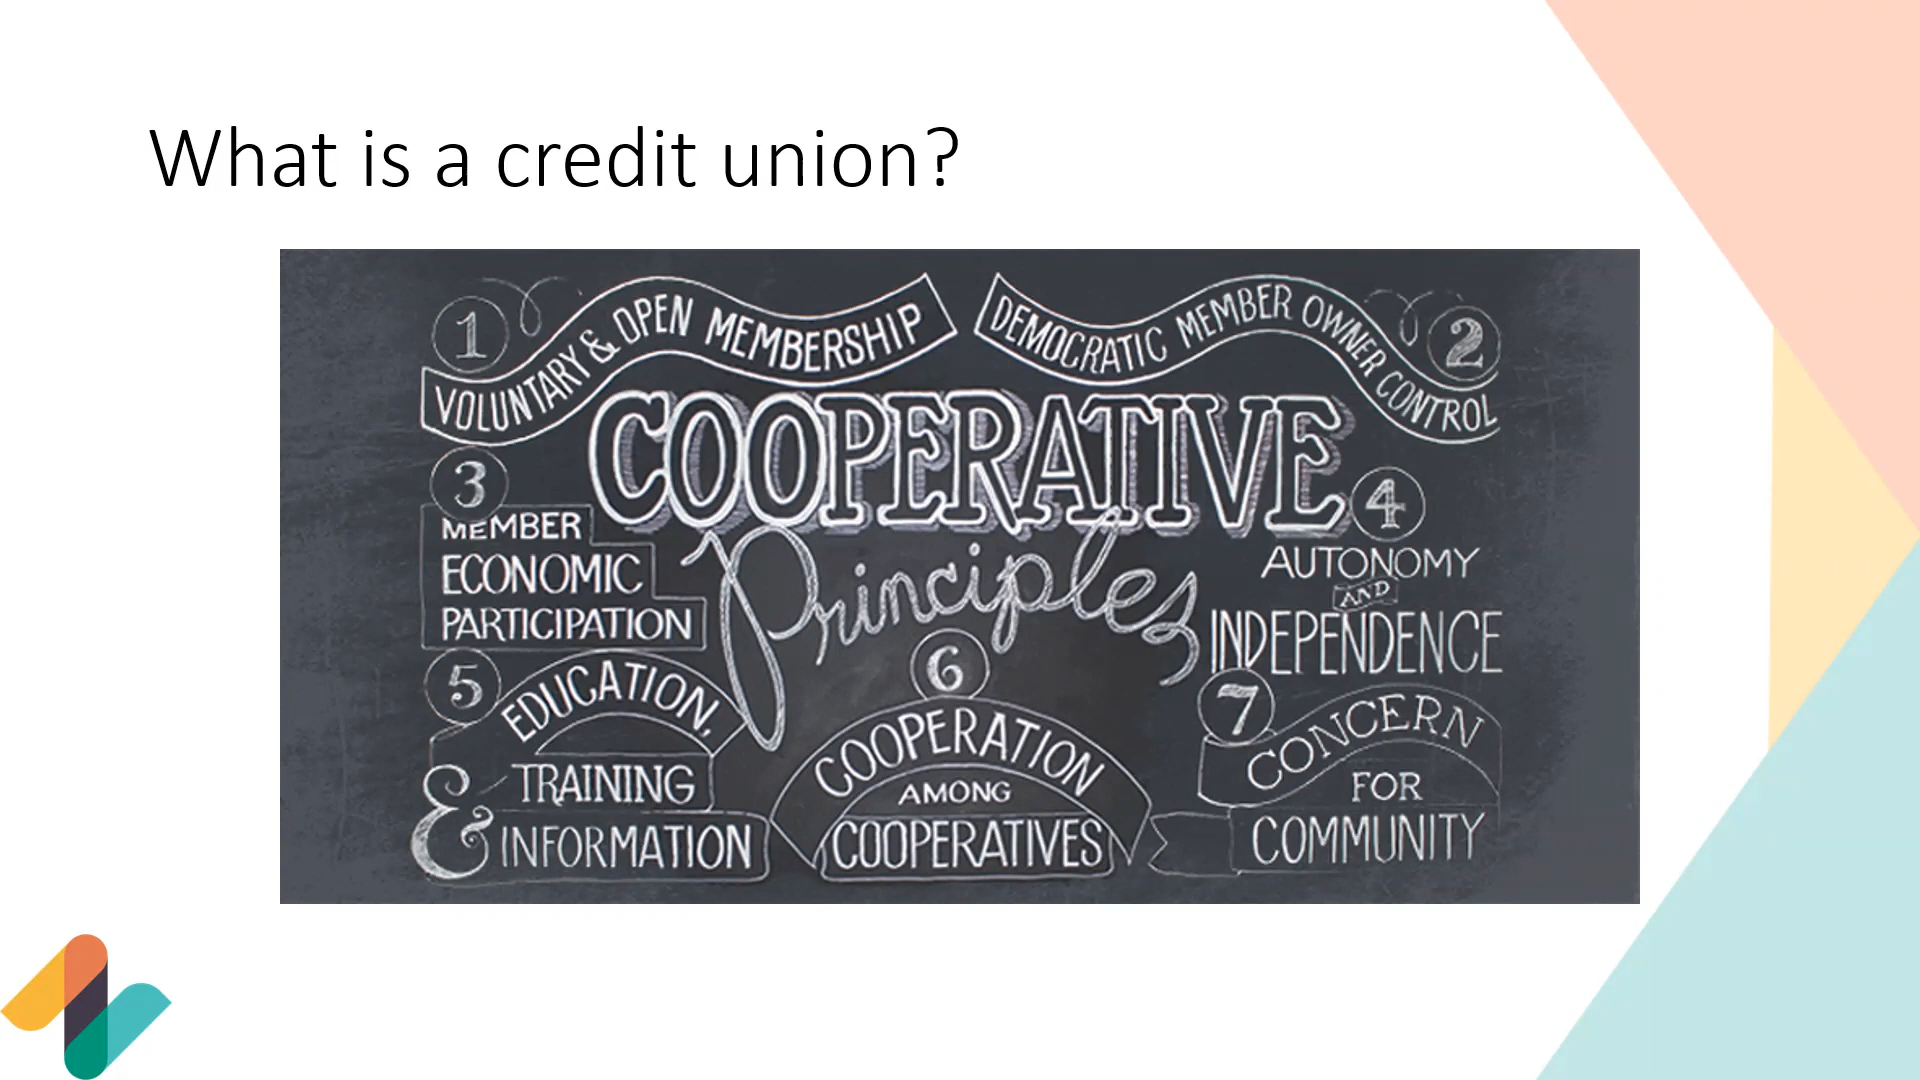 What is a credit union?
1
VOLUNTARY & OPEN MEMBERSHIP
DEMOCRATIC MEMBER OWNER CONTROL
2
COOPERATIVE
Principles
3
MEMBER
ECONOMIC
PARTICIPATION
4
AUTONOMY
AND
INDEPENDENCE
5
EDUCATION,
TRAINING
& INFORMATION
6
COOPERATION
AMONG
COOPERATIVES
7
CONCERN
FOR
COMMUNITY